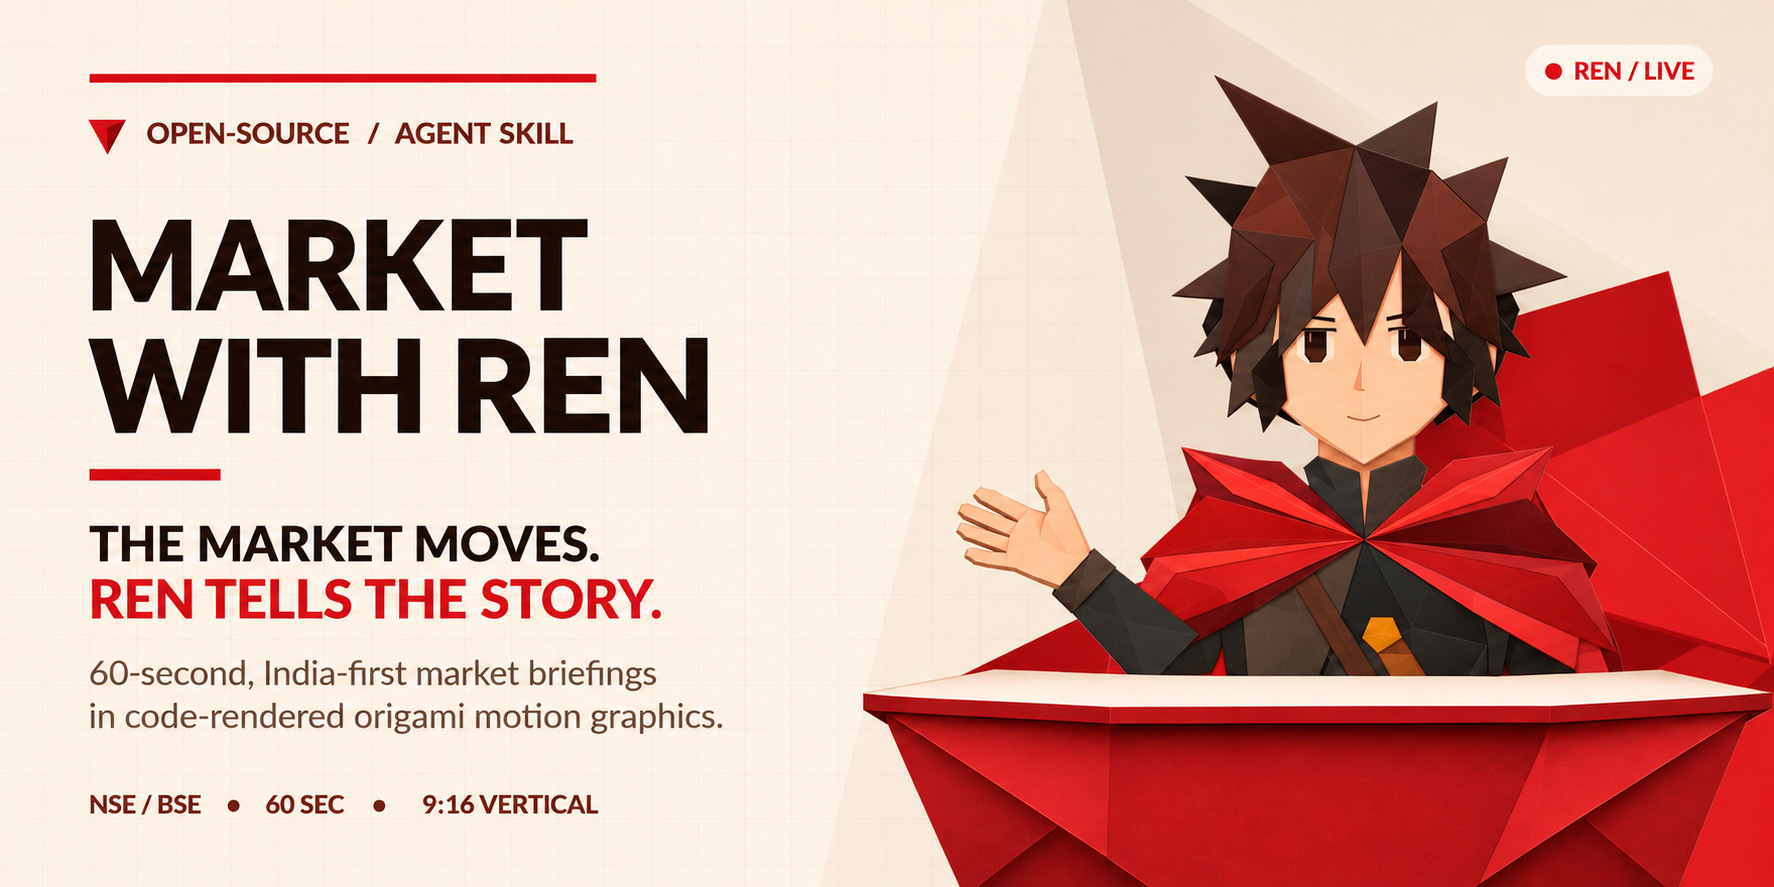 OPEN-SOURCE / AGENT SKILL
MARKET
WITH REN
THE MARKET MOVES.
REN TELLS THE STORY.
60-second, India-first market briefings
in code-rendered origami motion graphics.
NSE / BSE • 60 SEC • 9:16 VERTICAL
REN / LIVE